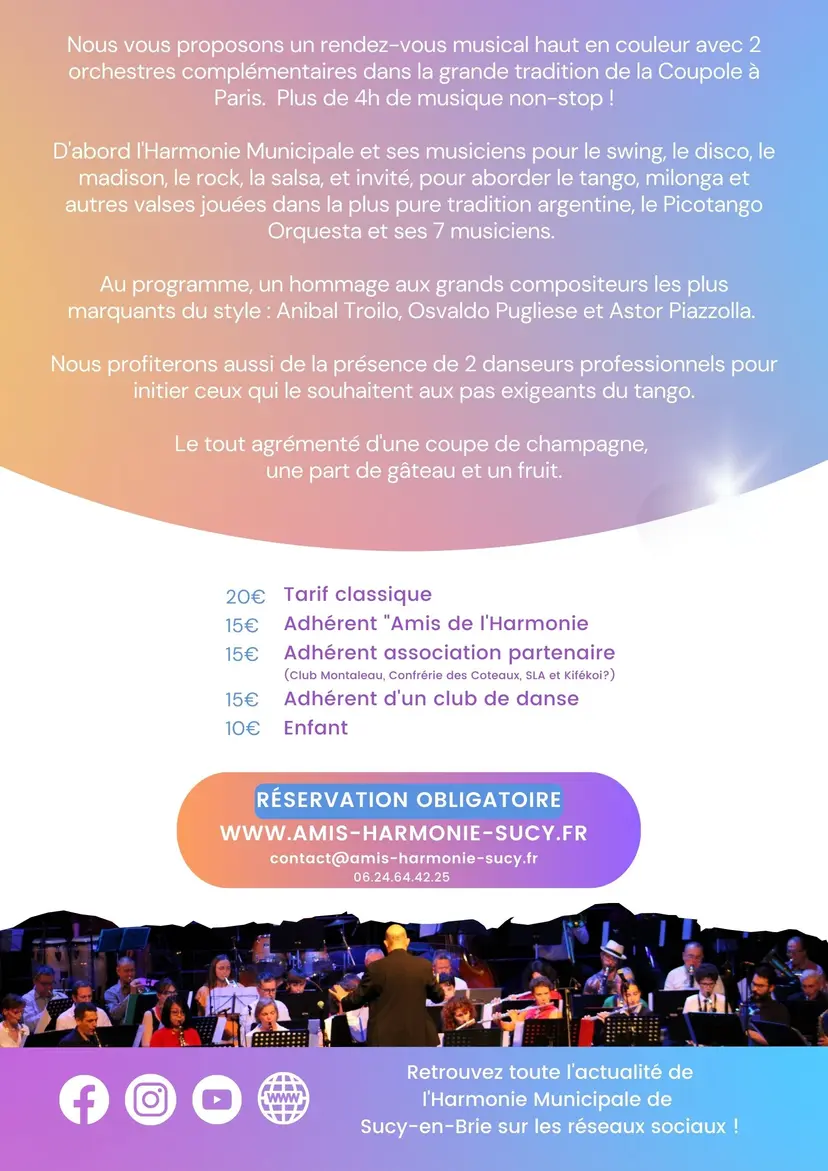 Nous vous proposons un rendez-vous musical haut en couleur avec 2
orchestres complémentaires dans la grande tradition de la Coupole à
Paris. Plus de 4h de musique non-stop !
D'abord l'Harmonie Municipale et ses musiciens pour le swing, le disco, le
madison, le rock, la salsa, et invité, pour aborder le tango, milonga et
autres valses jouées dans la plus pure tradition argentine, le Picotango
Orquesta et ses 7 musiciens.
Au programme, un hommage aux grands compositeurs les plus
marquants du style : Anibal Troilo, Osvaldo Pugliese et Astor Piazzolla.
Nous profiterons aussi de la présence de 2 danseurs professionnels pour
initier ceux qui le souhaitent aux pas exigeants du tango.
Le tout agrémenté d'une coupe de champagne,
une part de gâteau et un fruit.
20€ Tarif classique
15€ Adhérent "Amis de l'Harmonie
15€ Adhérent association partenaire
(Club Montaleau, Confrérie des Coteaux, SLA et Kifékoi?)
15€ Adhérent d'un club de danse
10€ Enfant
RÉSERVATION OBLIGATOIRE
WWW.AMIS-HARMONIE-SUCY.FR
contact@amis-harmonie-sucy.fr
06.24.64.42.25
WWW
Retrouvez toute l'actualité de
l'Harmonie Municipale de
Sucy-en-Brie sur les réseaux sociaux !